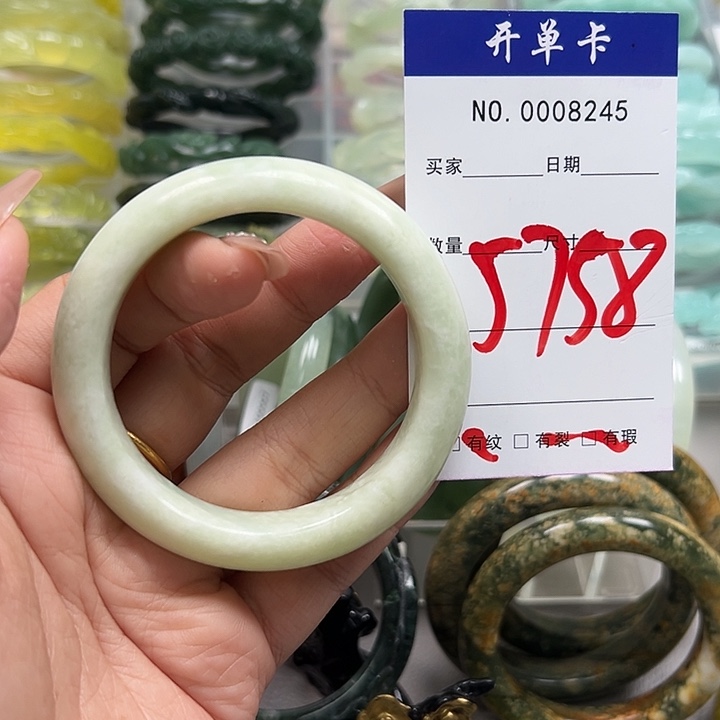 开单卡
NO. 0008245
买家 日期
数量 尺寸
5758
有纹 □ 有裂 □ 有瑕